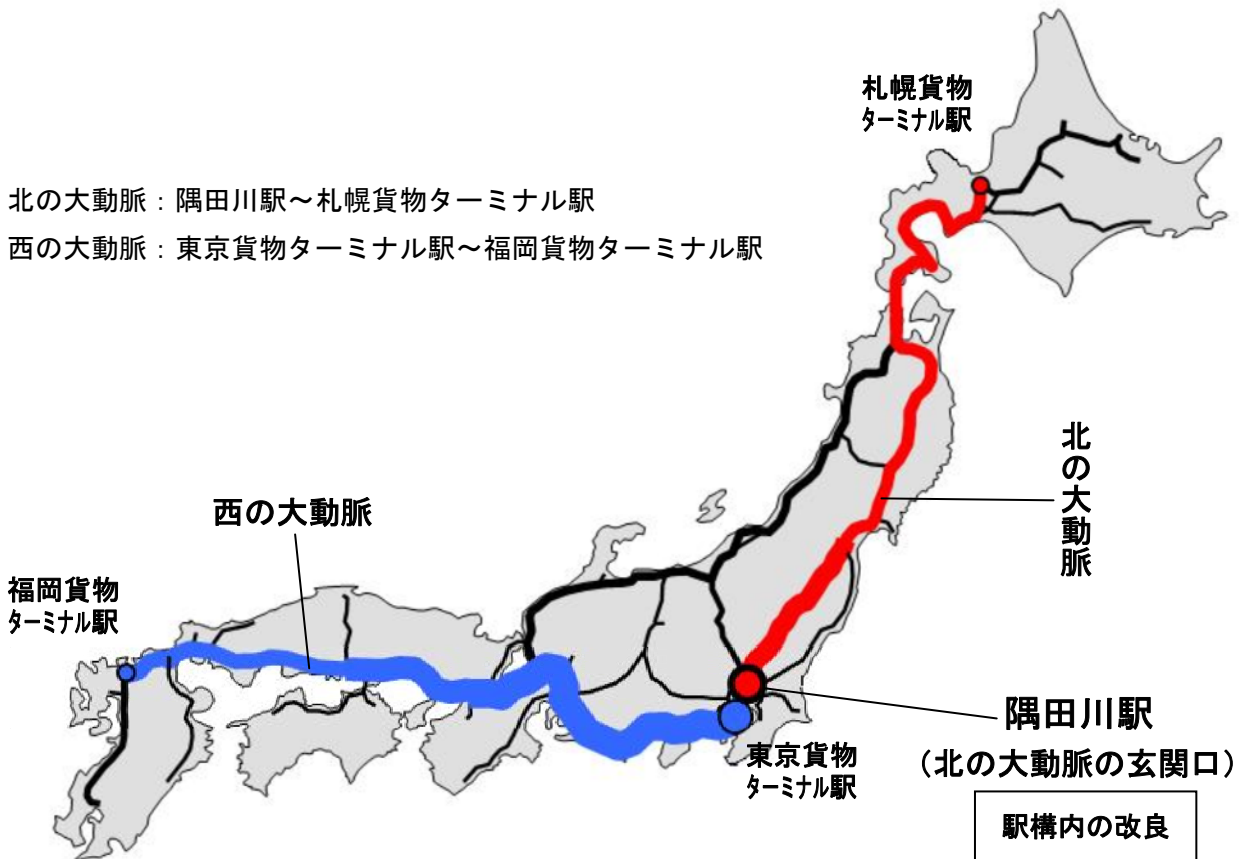 札幌貨物
ターミナル駅
北の大動脈：隅田川駅～札幌貨物ターミナル駅
西の大動脈：東京貨物ターミナル駅～福岡貨物ターミナル駅
北の大動脈
西の大動脈
福岡貨物
ターミナル駅
隅田川駅
（北の大動脈の玄関口）
東京貨物
ターミナル駅
駅構内の改良